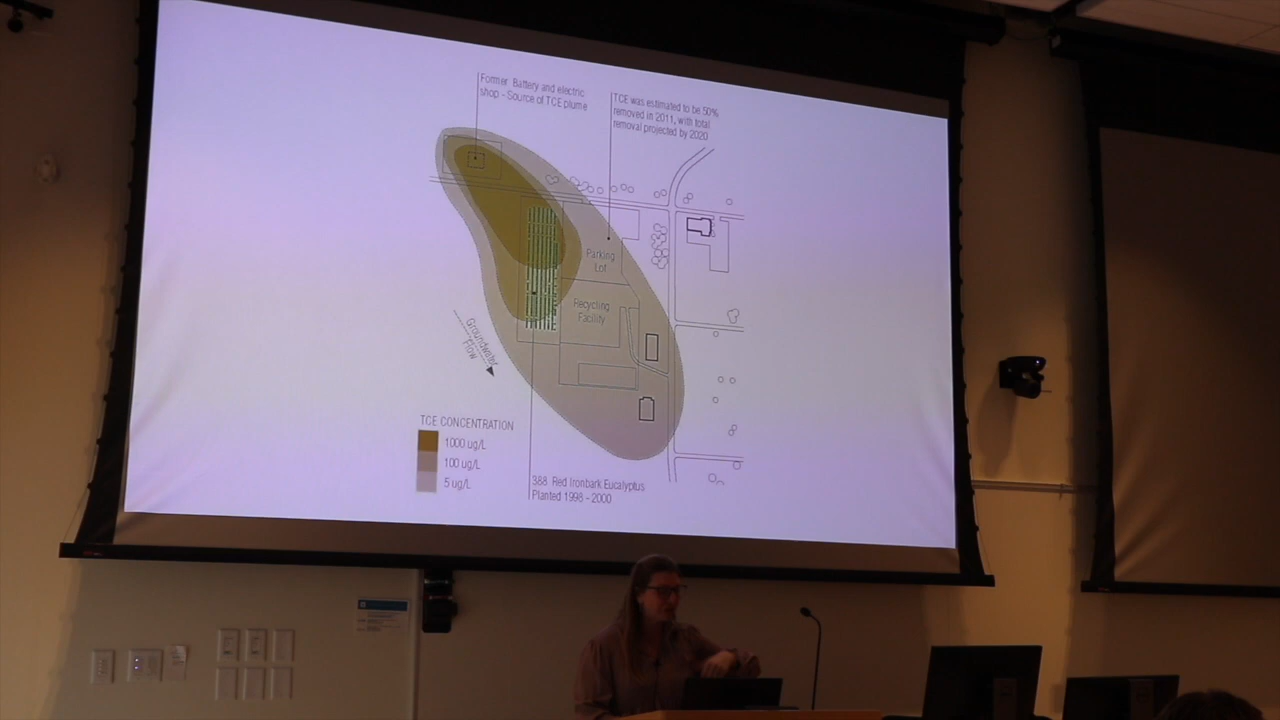 Former Battery and electric
shop - Source of TCE plume
TCE was estimated to be 50%
removed in 2011, with total
removal projected by 2020
Parking
Lot
Recycling
Facility
Groundwater
Flow
TCE CONCENTRATION
1000 ug/L
100 ug/L
5 ug/L
388 Red Ironbark Eucalyptus
Planted 1998 - 2000